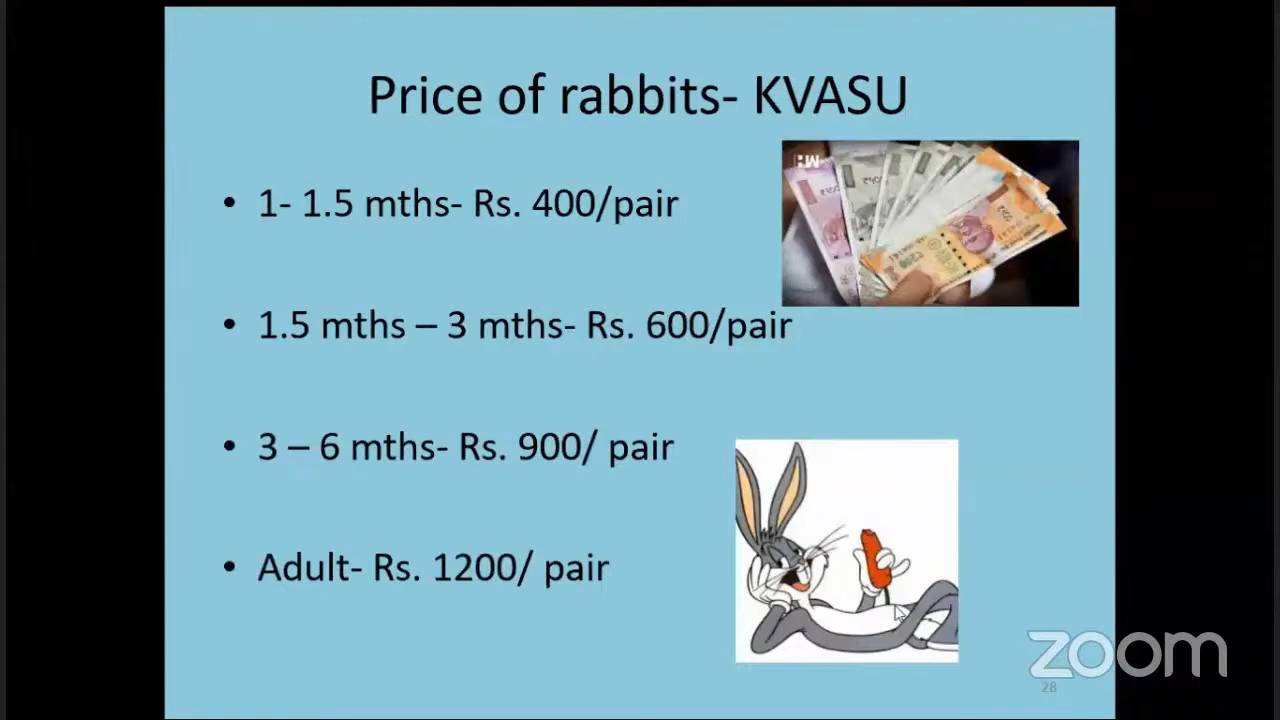 Price of rabbits- KVASU
• 1- 1.5 mths- Rs. 400/pair
• 1.5 mths – 3 mths- Rs. 600/pair
• 3 – 6 mths- Rs. 900/ pair
• Adult- Rs. 1200/ pair
zoom
28